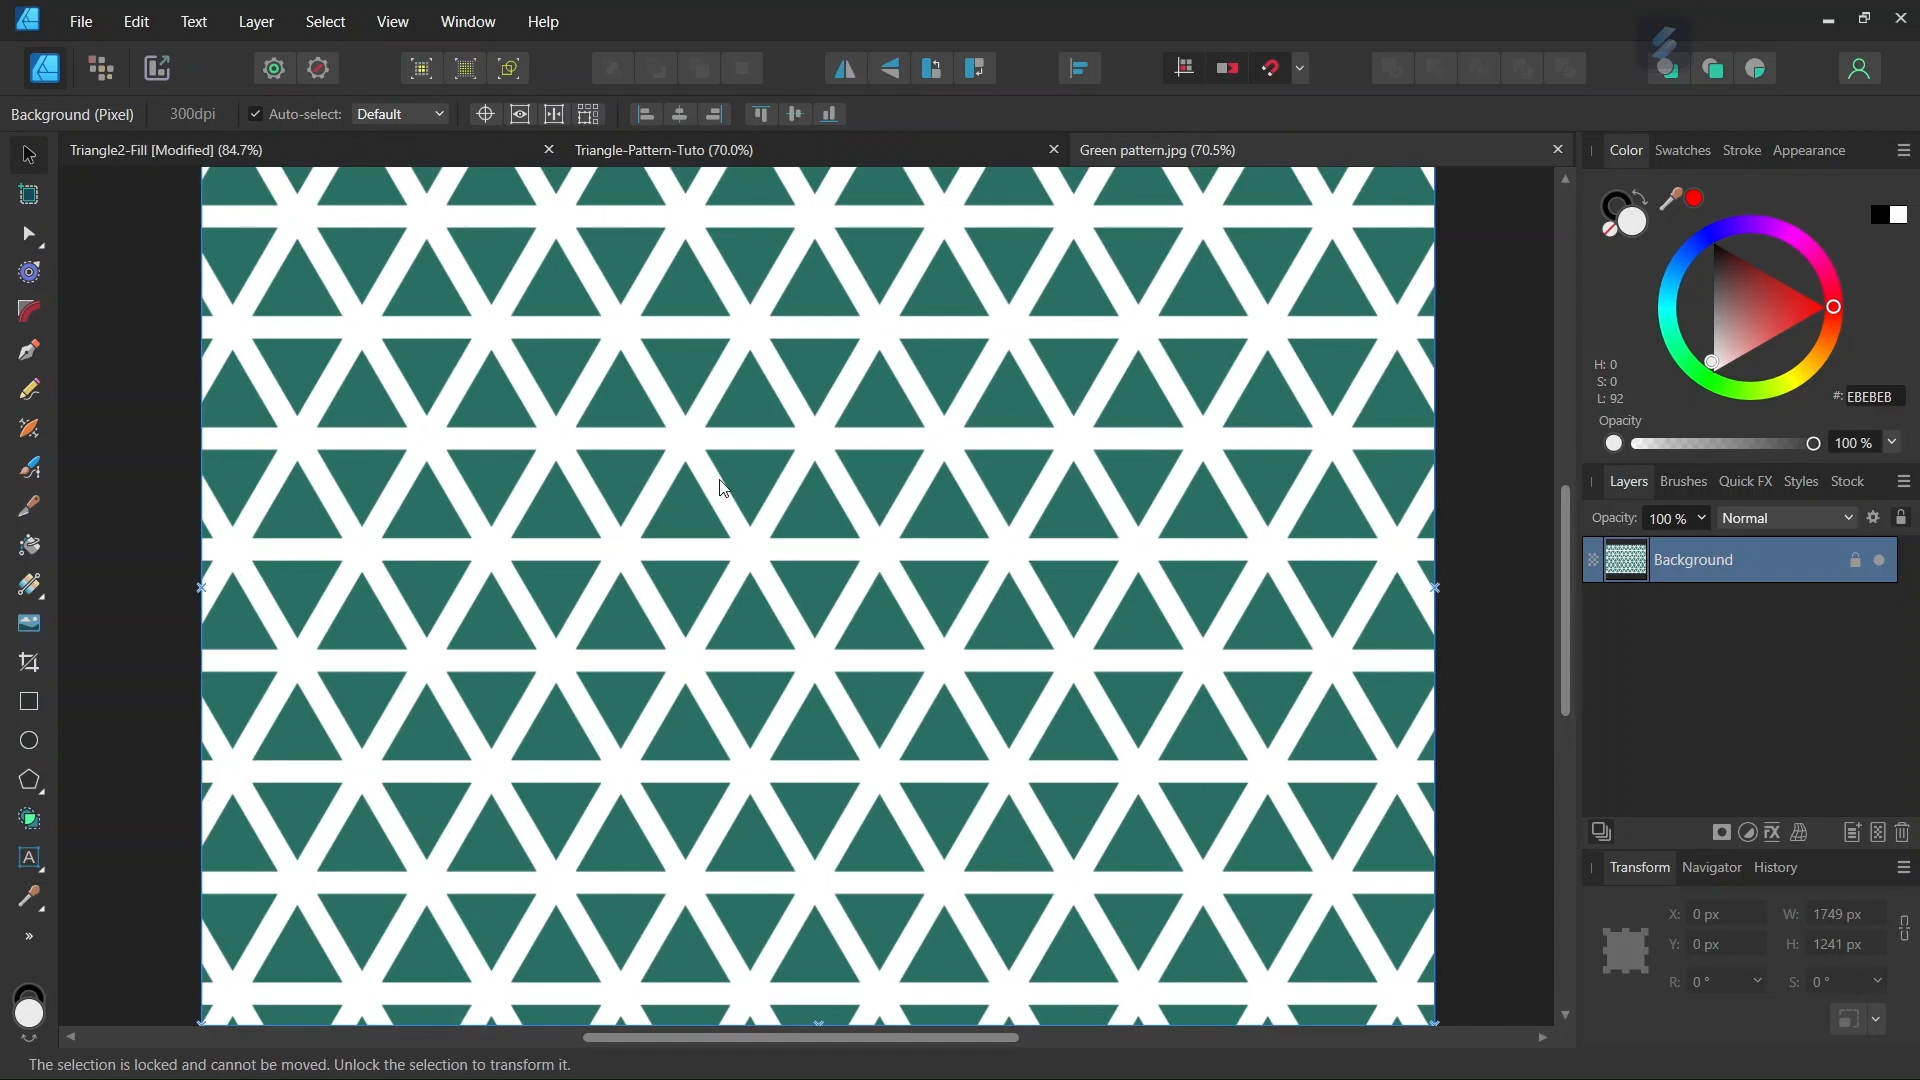 File Edit Text Layer Select View Window Help
Background (Pixel) 300dpi Auto-select: Default
Triangle2-Fill [Modified] (84.7%) Triangle-Pattern-Tuto (70.0%) Green pattern.jpg (70.5%)
Color Swatches Stroke Appearance
H: 0
S: 0
L: 92
#: EBEBEB
Opacity
100 %
Layers Brushes Quick FX Styles Stock
Opacity: 100 % Normal
Background
Transform Navigator History
X: 0 px W: 1749 px
Y: 0 px H: 1241 px
R: 0 ° S: 0 °
The selection is locked and cannot be moved. Unlock the selection to transform it.